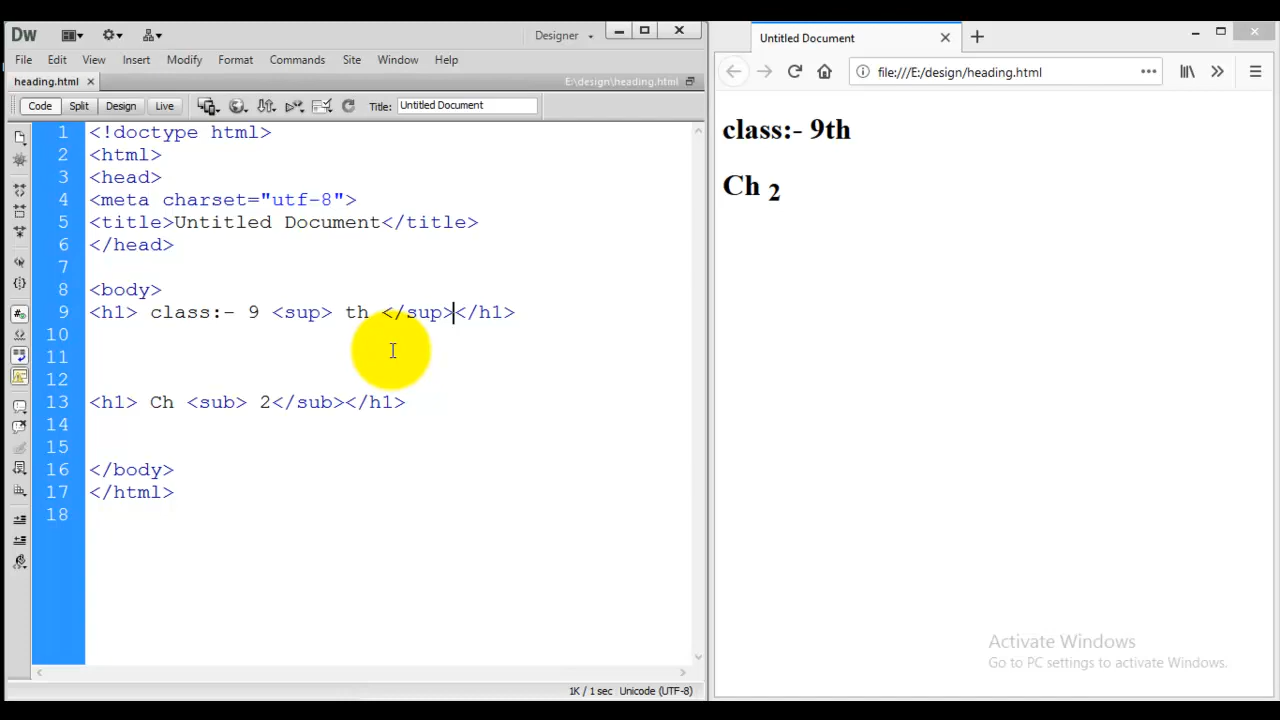 Dw
Designer
File Edit View Insert Modify Format Commands Site Window Help
heading.html
E:\design\heading.html
Code Split Design Live Title: Untitled Document
1 <!doctype html>
2 <html>
3 <head>
4 <meta charset="utf-8">
5 <title>Untitled Document</title>
6 </head>
7
8 <body>
9 <h1> class:- 9 <sup> th </sup></h1>
10
11
12
13 <h1> Ch <sub> 2</sub></h1>
14
15
16 </body>
17 </html>
18
1K / 1 sec Unicode (UTF-8)
Untitled Document
file:///E:/design/heading.html
class:- 9th
Ch 2
Activate Windows
Go to PC settings to activate Windows.